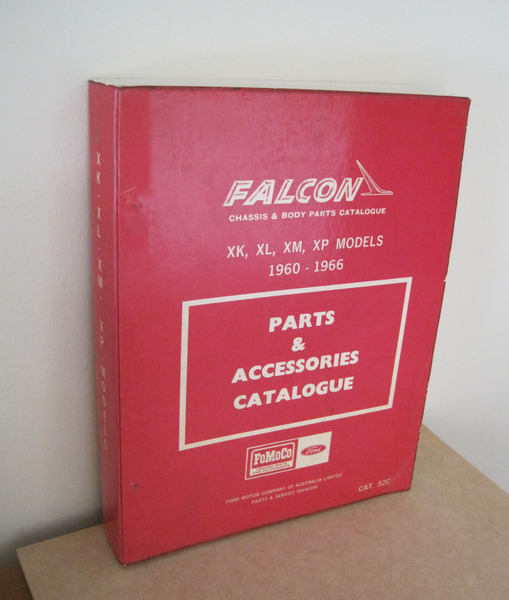 XK · XL · XM · XP MODELS
FALCON
CHASSIS & BODY PARTS CATALOGUE
XK, XL, XM, XP MODELS
1960 - 1966
PARTS
&
ACCESSORIES
CATALOGUE
FoMoCo
Ford
FORD MOTOR COMPANY OF AUSTRALIA LIMITED
PARTS & SERVICE DIVISION
CAT. 52C